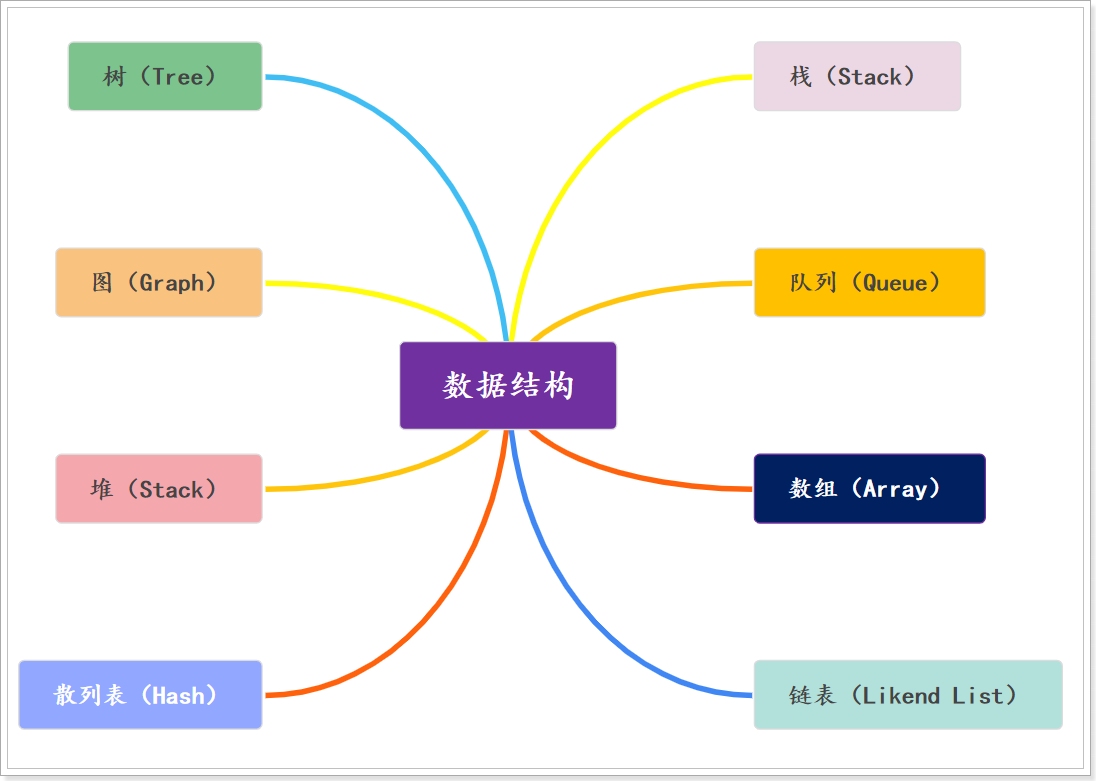 树（Tree）
栈（Stack）
图（Graph）
队列（Queue）
数据结构
堆（Stack）
数组（Array）
散列表（Hash）
链表（Likend List）